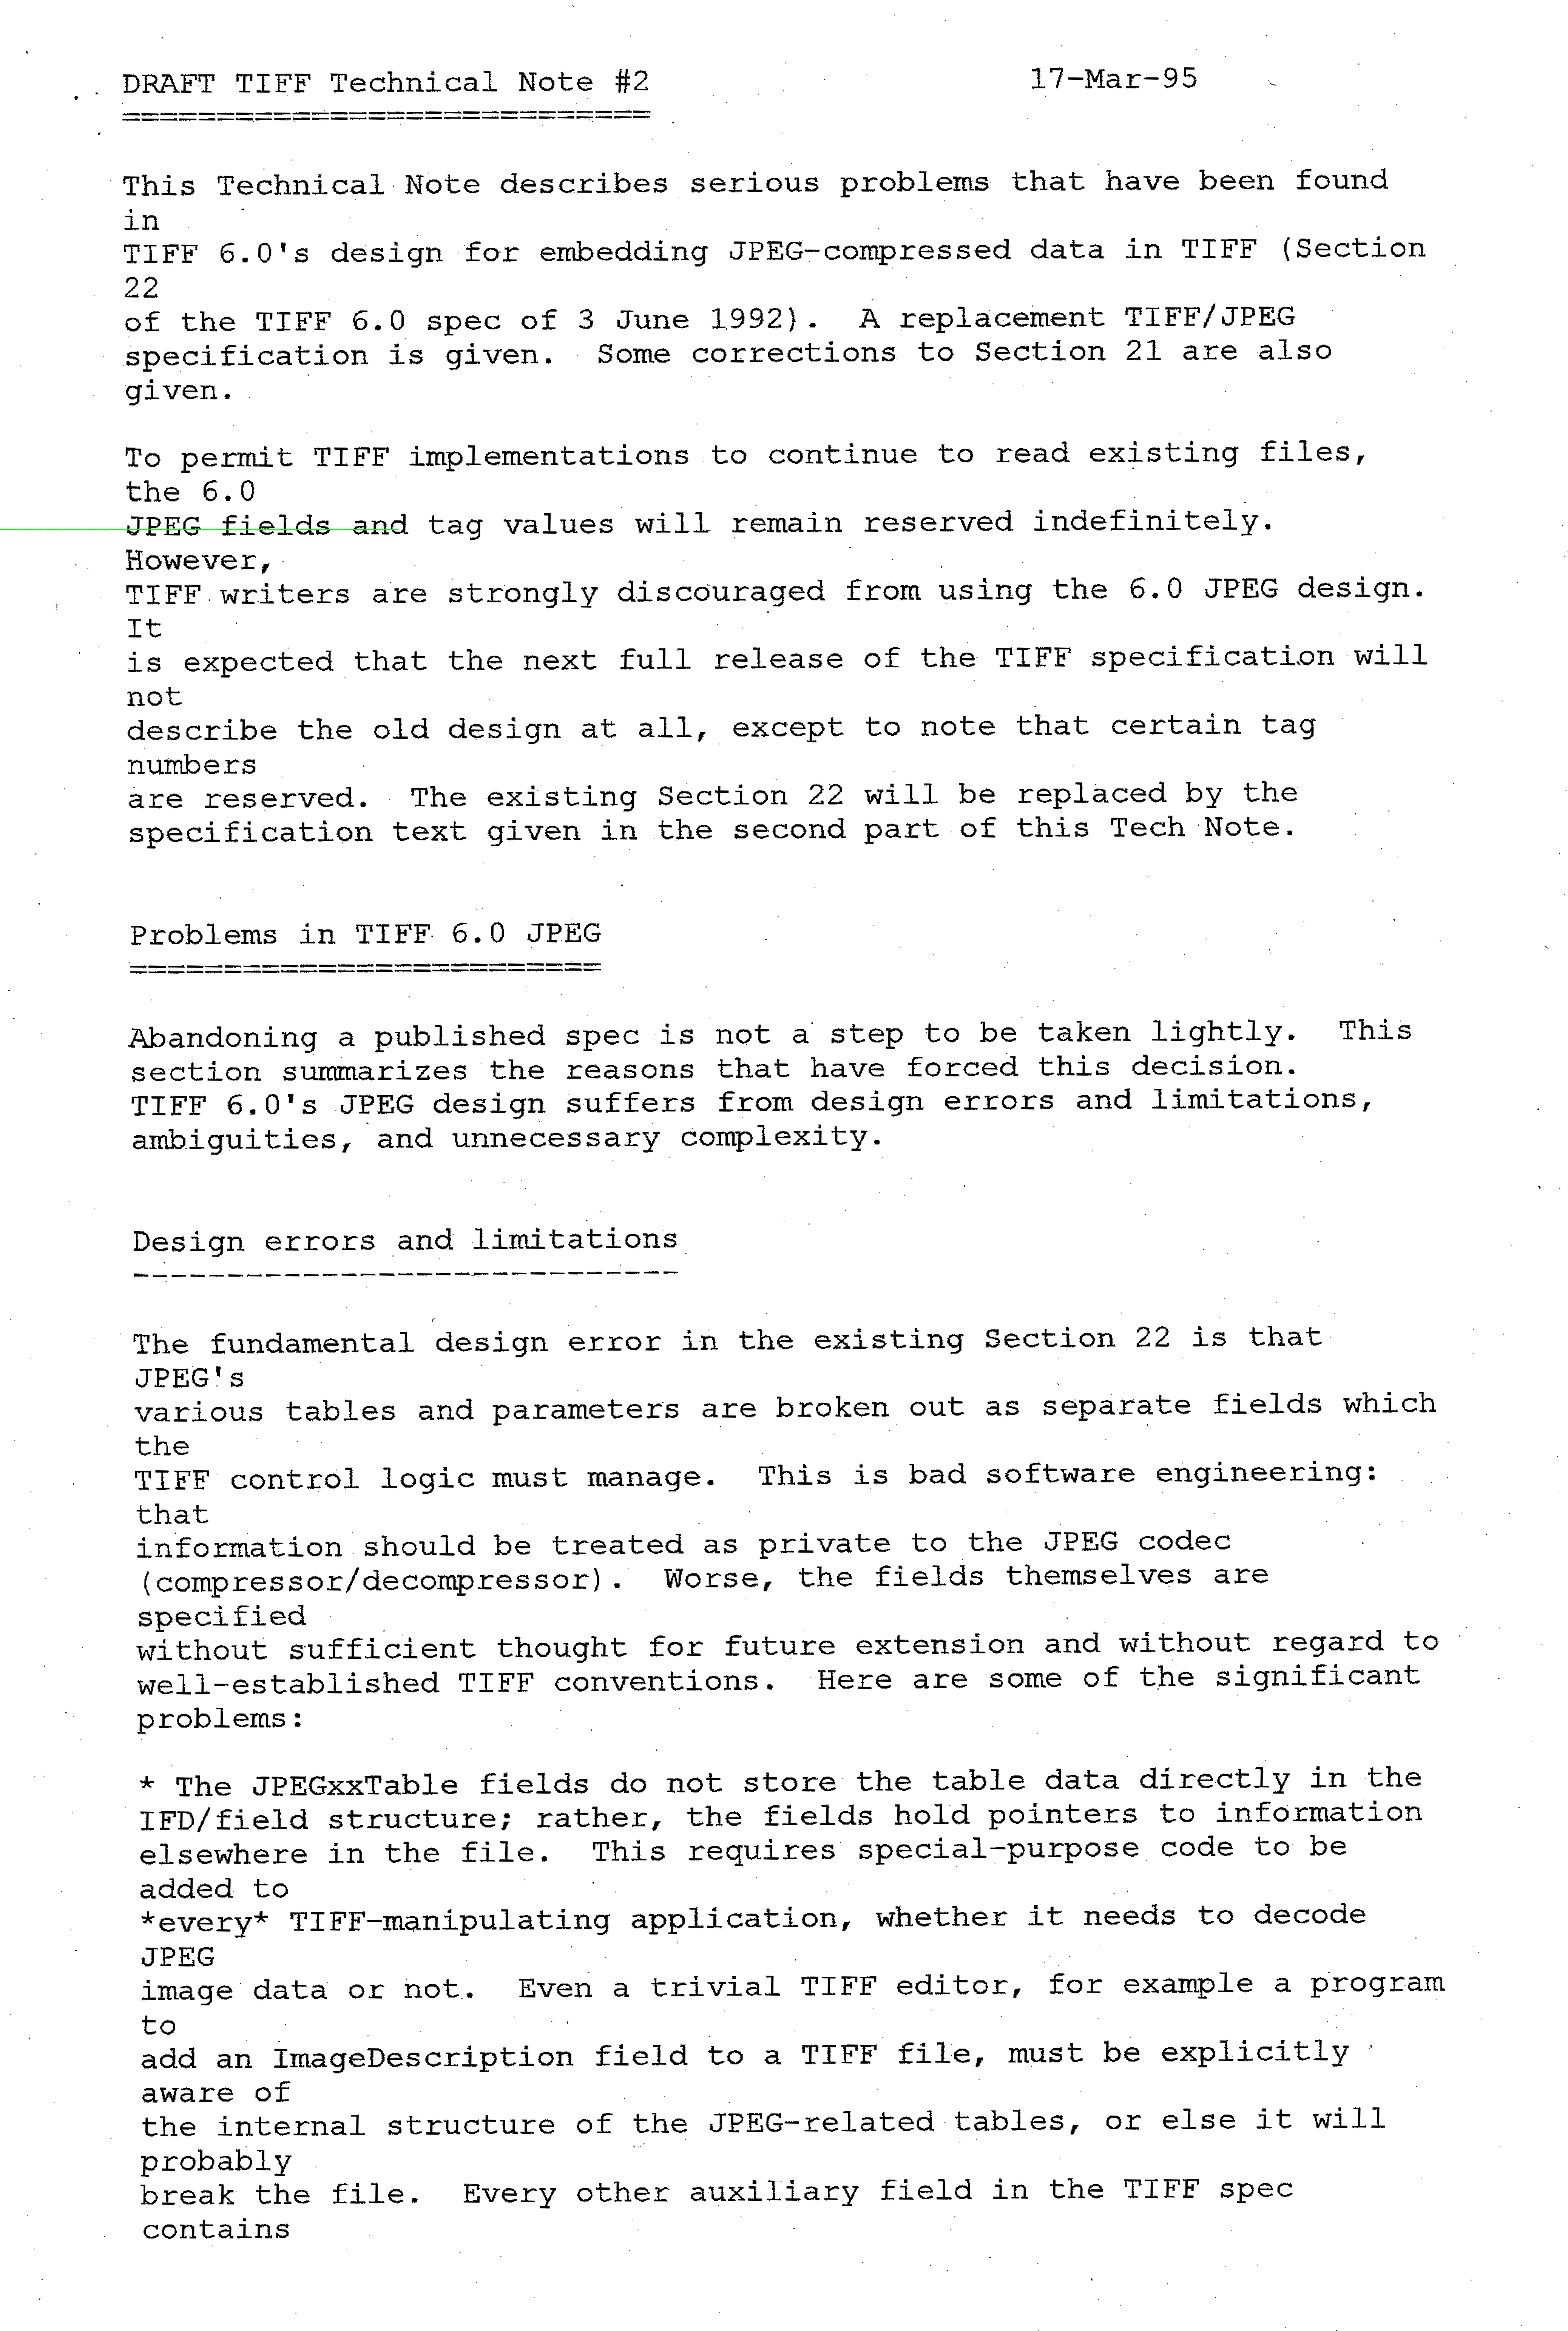 DRAFT TIFF Technical Note #2 17-Mar-95
============================
This Technical Note describes serious problems that have been found
in
TIFF 6.0's design for embedding JPEG-compressed data in TIFF (Section
22
of the TIFF 6.0 spec of 3 June 1992).  A replacement TIFF/JPEG
specification is given.  Some corrections to Section 21 are also
given.
To permit TIFF implementations to continue to read existing files,
the 6.0
JPEG fields and tag values will remain reserved indefinitely.
However,
TIFF writers are strongly discouraged from using the 6.0 JPEG design.
It
is expected that the next full release of the TIFF specification will
not
describe the old design at all, except to note that certain tag
numbers
are reserved.  The existing Section 22 will be replaced by the
specification text given in the second part of this Tech Note.
Problems in TIFF 6.0 JPEG
=========================
Abandoning a published spec is not a step to be taken lightly.  This
section summarizes the reasons that have forced this decision.
TIFF 6.0's JPEG design suffers from design errors and limitations,
ambiguities, and unnecessary complexity.
Design errors and limitations
-----------------------------
The fundamental design error in the existing Section 22 is that
JPEG's
various tables and parameters are broken out as separate fields which
the
TIFF control logic must manage.  This is bad software engineering:
that
information should be treated as private to the JPEG codec
(compressor/decompressor).  Worse, the fields themselves are
specified
without sufficient thought for future extension and without regard to
well-established TIFF conventions.  Here are some of the significant
problems:
* The JPEGxxTable fields do not store the table data directly in the
IFD/field structure; rather, the fields hold pointers to information
elsewhere in the file.  This requires special-purpose code to be
added to
*every* TIFF-manipulating application, whether it needs to decode
JPEG
image data or not.  Even a trivial TIFF editor, for example a program
to
add an ImageDescription field to a TIFF file, must be explicitly
aware of
the internal structure of the JPEG-related tables, or else it will
probably
break the file.  Every other auxiliary field in the TIFF spec
contains